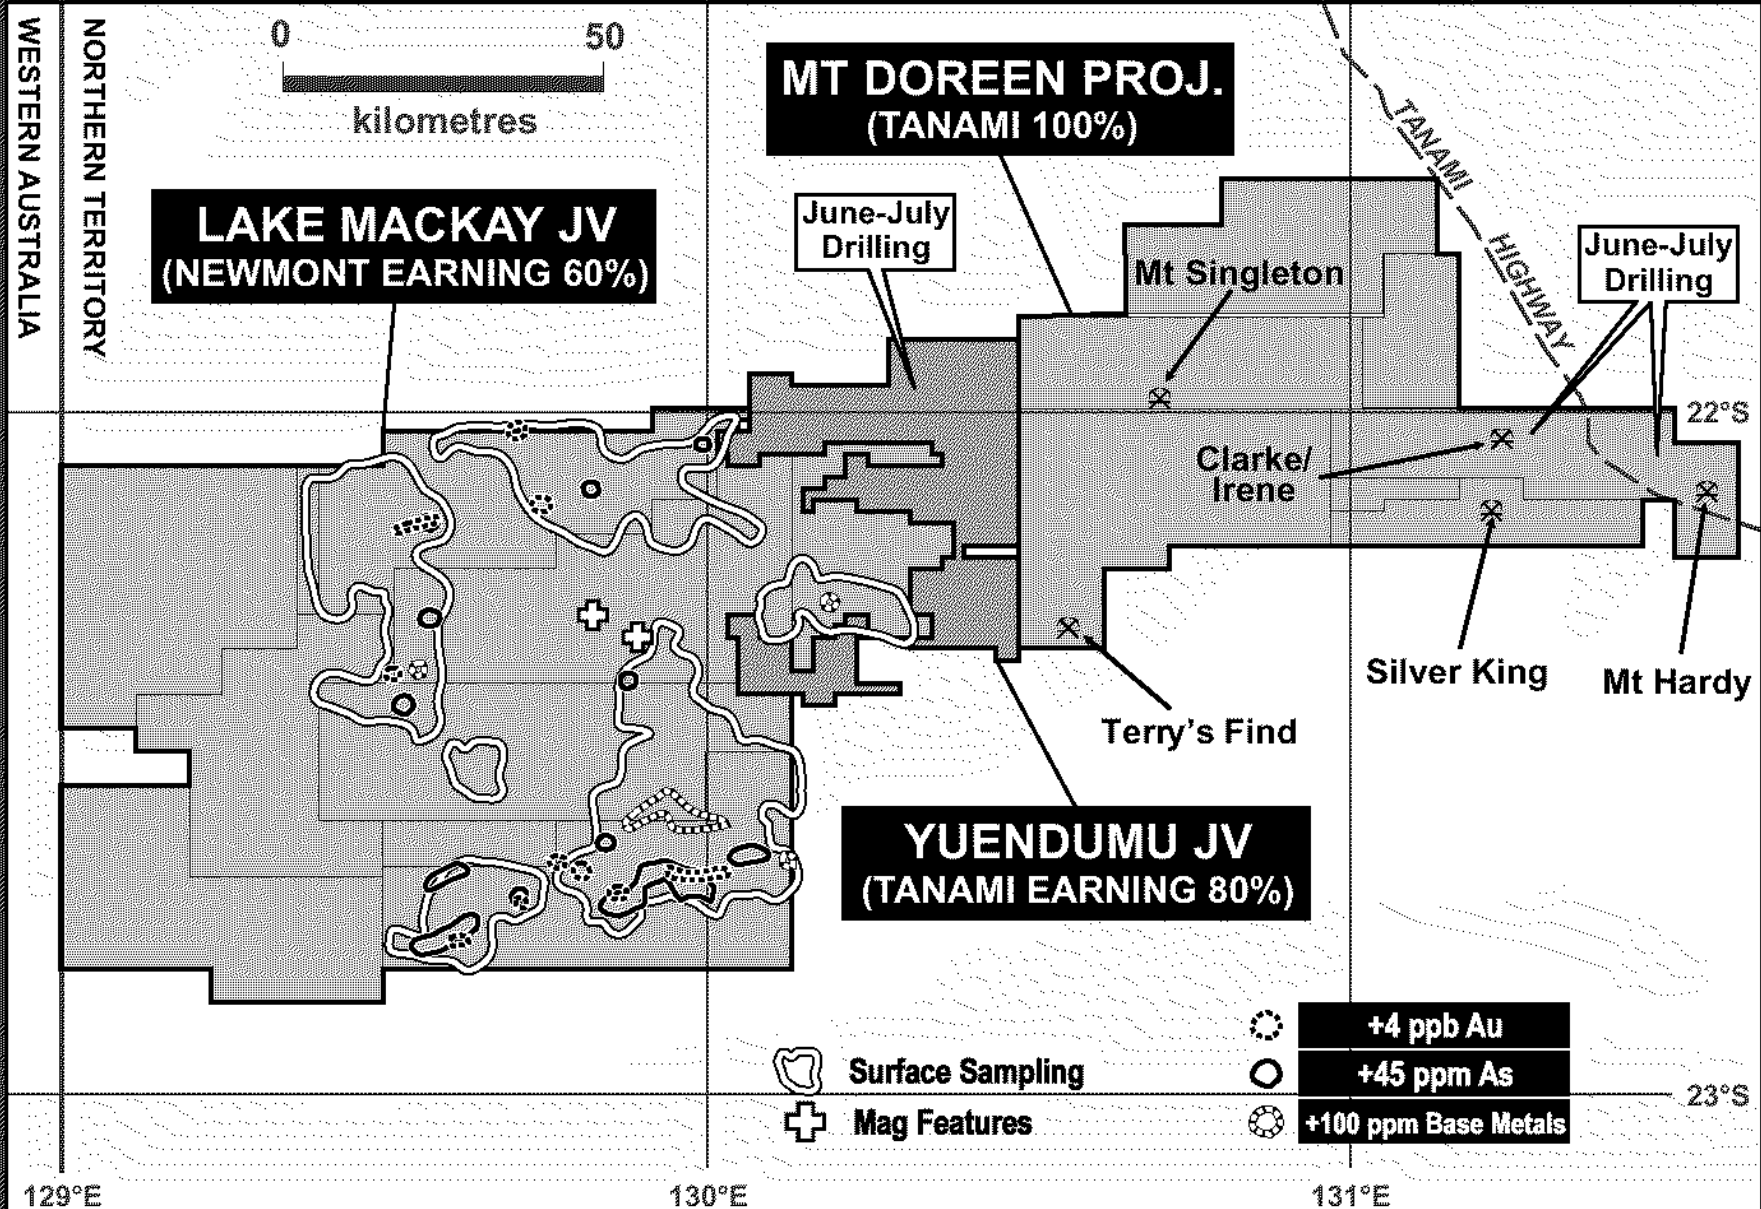 WESTERN AUSTRALIA
NORTHERN TERRITORY
0
50
kilometres
MT DOREEN PROJ.
(TANAMI 100%)
LAKE MACKAY JV
(NEWMONT EARNING 60%)
June-July
Drilling
TANAMI
HIGHWAY
June-July
Drilling
Mt Singleton
22°S
Clarke/
Irene
Silver King
Mt Hardy
Terry's Find
YUENDUMU JV
(TANAMI EARNING 80%)
+4 ppb Au
Surface Sampling
+45 ppm As
23°S
Mag Features
+100 ppm Base Metals
129°E
130°E
131°E